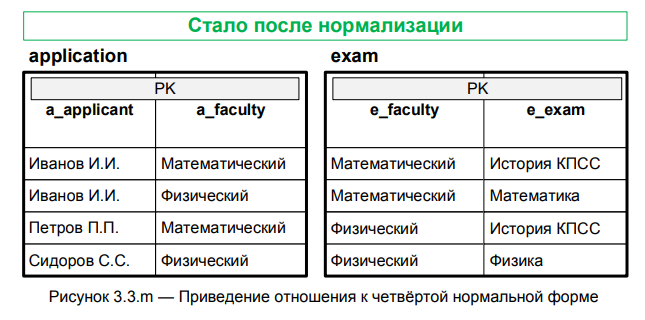 Стало после нормализации
application exam
PK PK
a_applicant a_faculty e_faculty e_exam
Иванов И.И. Математический Математический История КПСС
Иванов И.И. Физический Математический Математика
Петров П.П. Математический Физический История КПСС
Сидоров С.С. Физический Физический Физика
Рисунок 3.3.m — Приведение отношения к четвёртой нормальной форме